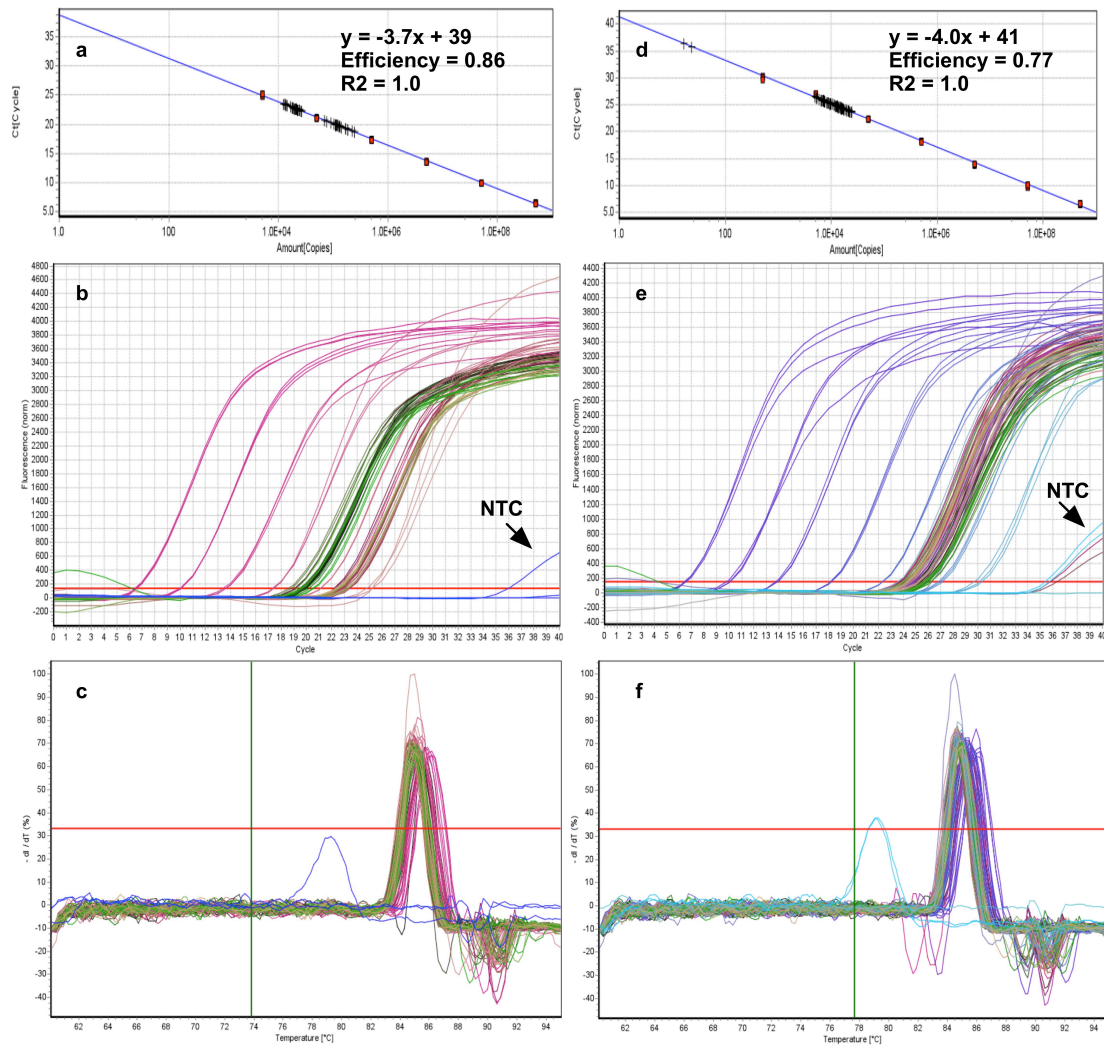 a
y = -3.7x + 39
Efficiency = 0.86
R2 = 1.0
Ct[Cycle]
35
30
25
20
15
10
5.0
1.0
100
1.0E+04
1.0E+06
1.0E+08
Amount[Copies]
d
y = -4.0x + 41
Efficiency = 0.77
R2 = 1.0
Ct[Cycle]
40
35
30
25
20
15
10
5.0
1.0
100
1.0E+04
1.0E+06
1.0E+08
Amount[Copies]
b
NTC
Fluorescence (norm)
4800
4400
4200
4000
3800
3600
3400
3200
3000
2800
2600
2400
2200
2000
1800
1600
1400
1200
1000
800
600
400
200
0
-200
0 1 2 3 4 5 6 7 8 9 10 11 12 13 14 15 16 17 18 19 20 21 22 23 24 25 26 27 28 29 30 31 32 33 34 35 36 37 38 39 40
Cycle
e
NTC
Fluorescence (norm)
4400
4200
4000
3800
3600
3400
3200
3000
2800
2600
2400
2200
2000
1800
1600
1400
1200
1000
800
600
400
200
0
-200
-400
0 1 2 3 4 5 6 7 8 9 10 11 12 13 14 15 16 17 18 19 20 21 22 23 24 25 26 27 28 29 30 31 32 33 34 35 36 37 38 39 40
Cycle
c
- dI / dT (%)
100
90
80
70
60
50
40
30
20
10
0
-10
-20
-30
-40
62 64 66 68 70 72 74 76 78 80 82 84 86 88 90 92 94
Temperature [°C]
f
- dI / dT (%)
100
90
80
70
60
50
40
30
20
10
0
-10
-20
-30
-40
62 64 66 68 70 72 74 76 78 80 82 84 86 88 90 92 94
Temperature [°C]